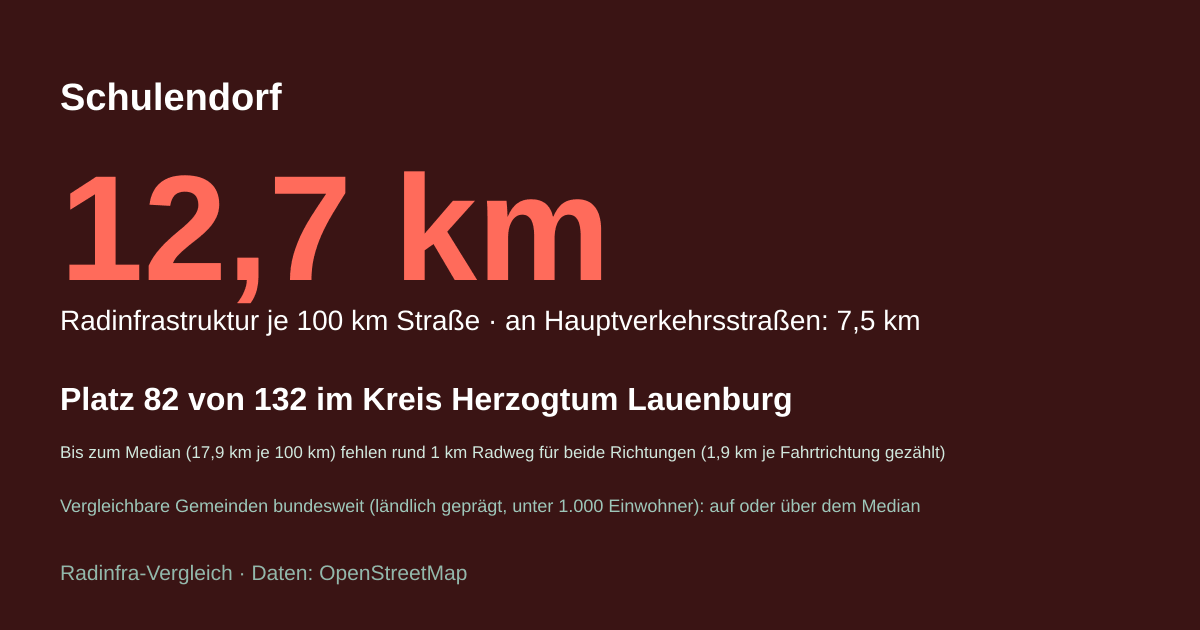 Schulendorf
12,7 km
Radinfrastruktur je 100 km Straße · an Hauptverkehrsstraßen: 7,5 km
Platz 82 von 132 im Kreis Herzogtum Lauenburg
Bis zum Median (17,9 km je 100 km) fehlen rund 1 km Radweg für beide Richtungen (1,9 km je Fahrtrichtung gezählt)
Vergleichbare Gemeinden bundesweit (ländlich geprägt, unter 1.000 Einwohner): auf oder über dem Median
Radinfra-Vergleich · Daten: OpenStreetMap